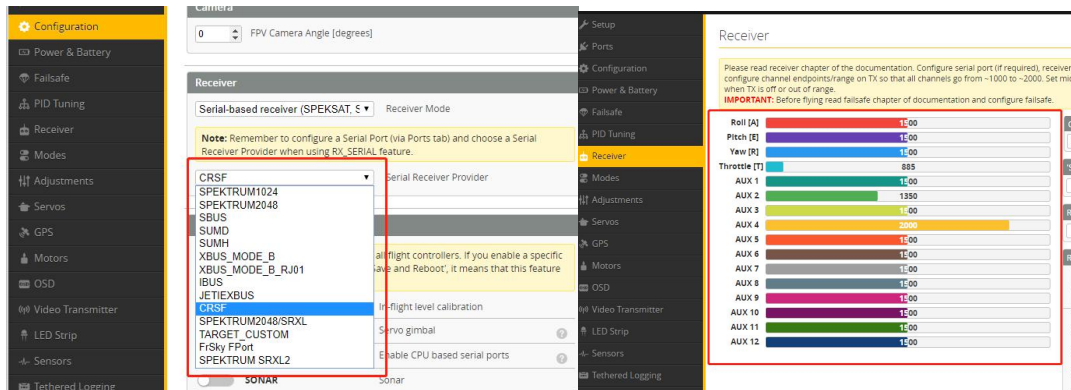 Configuration
Power & Battery
Failsafe
PID Tuning
Receiver
Modes
Adjustments
Servos
GPS
Motors
OSD
Video Transmitter
LED Strip
Sensors
Tethered Logging
Camera
0 FPV Camera Angle [degrees]
Receiver
Serial-based receiver (SPEKSAT, S Receiver Mode
Note: Remember to configure a Serial Port (via Ports tab) and choose a Serial
Receiver Provider when using RX_SERIAL feature.
CRSF Serial Receiver Provider
SPEKTRUM1024
SPEKTRUM2048
SBUS
SUMD
SUMH
XBUS_MODE_B
XBUS_MODE_B_RJ01
IBUS
JETIEXBUS
CRSF
SPEKTRUM2048/SRXL
TARGET_CUSTOM
FrSky FPort
SPEKTRUM SRXL2
all flight controllers. If you enable a specific
Save and Reboot', it means that this feature
In-flight level calibration
Servo gimbal
Enable CPU based serial ports
SONAR Sonar
Setup
Ports
Configuration
Power & Battery
Failsafe
PID Tuning
Receiver
Modes
Adjustments
Servos
GPS
Motors
OSD
Video Transmitter
LED Strip
Sensors
Tethered Logging
Receiver
Please read receiver chapter of the documentation. Configure serial port (if required), receiver
configure channel endpoints/range on TX so that all channels go from ~1000 to ~2000. Set mid
when TX is off or out of range.
IMPORTANT: Before flying read failsafe chapter of documentation and configure failsafe.
Roll [A] 1500
Pitch [E] 1500
Yaw [R] 1500
Throttle [T] 885
AUX 1 1500
AUX 2 1350
AUX 3 1500
AUX 4 2000
AUX 5 1500
AUX 6 1500
AUX 7 1500
AUX 8 1500
AUX 9 1500
AUX 10 1500
AUX 11 1500
AUX 12 1500